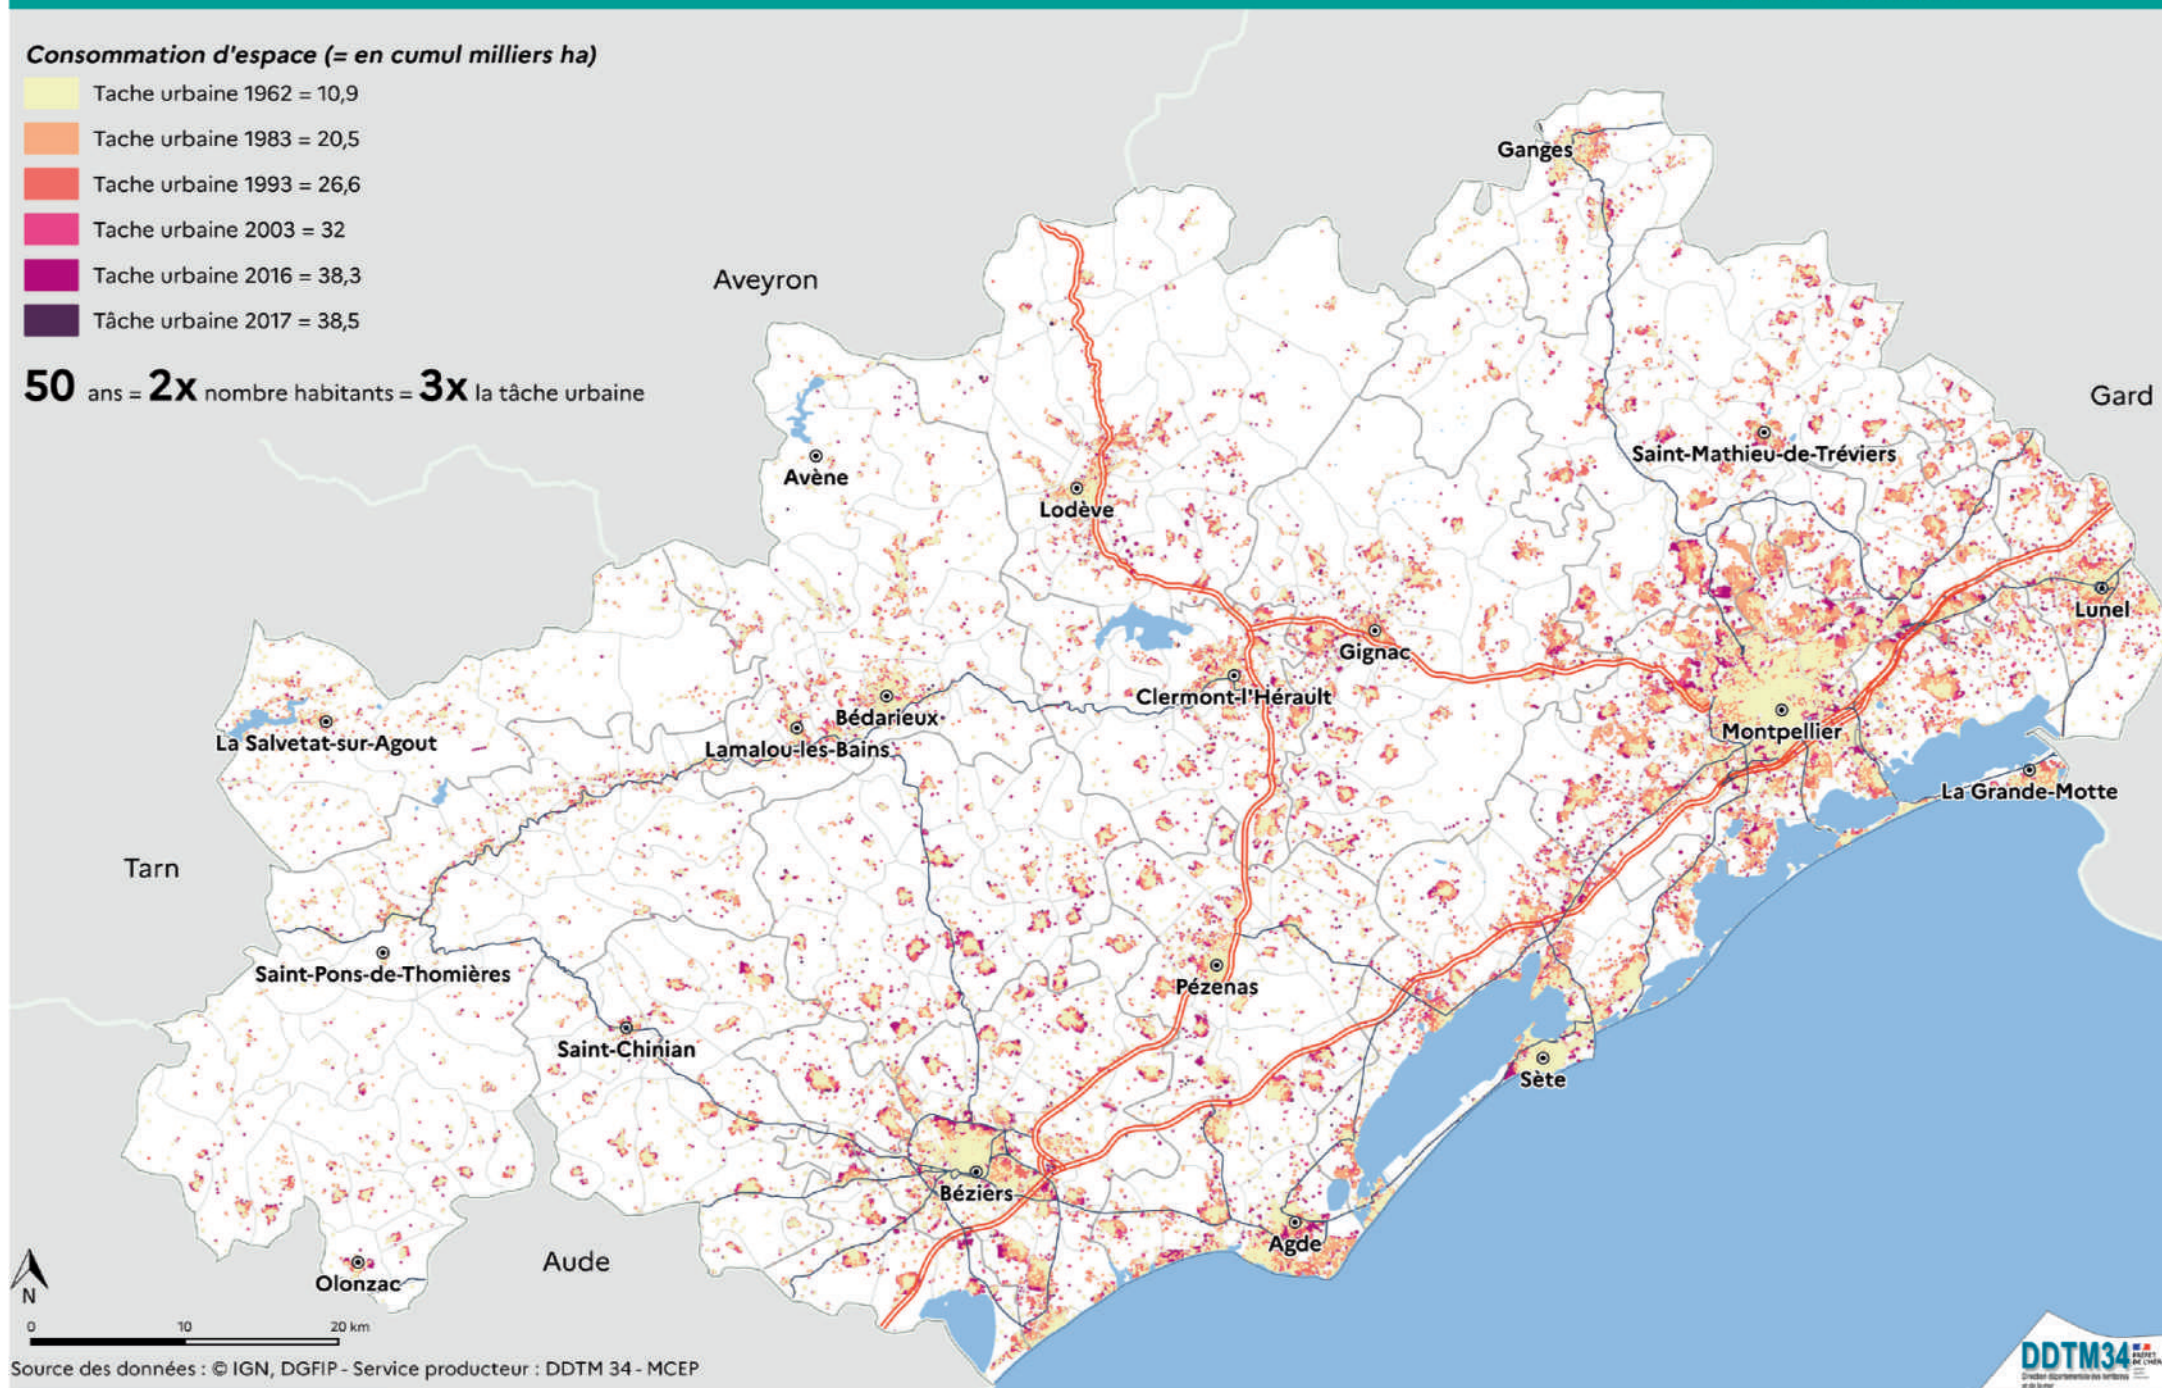 Consommation d'espace (= en cumul milliers ha)
Tache urbaine 1962 = 10,9
Tache urbaine 1983 = 20,5
Tache urbaine 1993 = 26,6
Tache urbaine 2003 = 32
Tache urbaine 2016 = 38,3
Tâche urbaine 2017 = 38,5
50 ans = 2x nombre habitants = 3x la tâche urbaine
Ganges
Aveyron
Gard
Saint-Mathieu-de-Tréviers
Avène
Lodève
Lunel
Gignac
Clermont-l'Hérault
Bédarieux
La Salvetat-sur-Agout
Lamalou-les-Bains
Montpellier
La Grande-Motte
Tarn
Saint-Pons-de-Thomières
Pézenas
Saint-Chinian
Sète
Béziers
Agde
Aude
Olonzac
N
0 10 20 km
Source des données : © IGN, DGFIP - Service producteur : DDTM 34 - MCEP
DDTM34